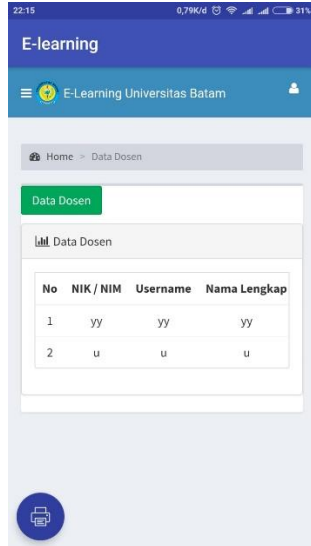 22:15 0,79K/d 31%
E-learning
E-Learning Universitas Batam
Home > Data Dosen
Data Dosen
Data Dosen
No NIK / NIM Username Nama Lengkap
1 yy yy yy
2 u u u